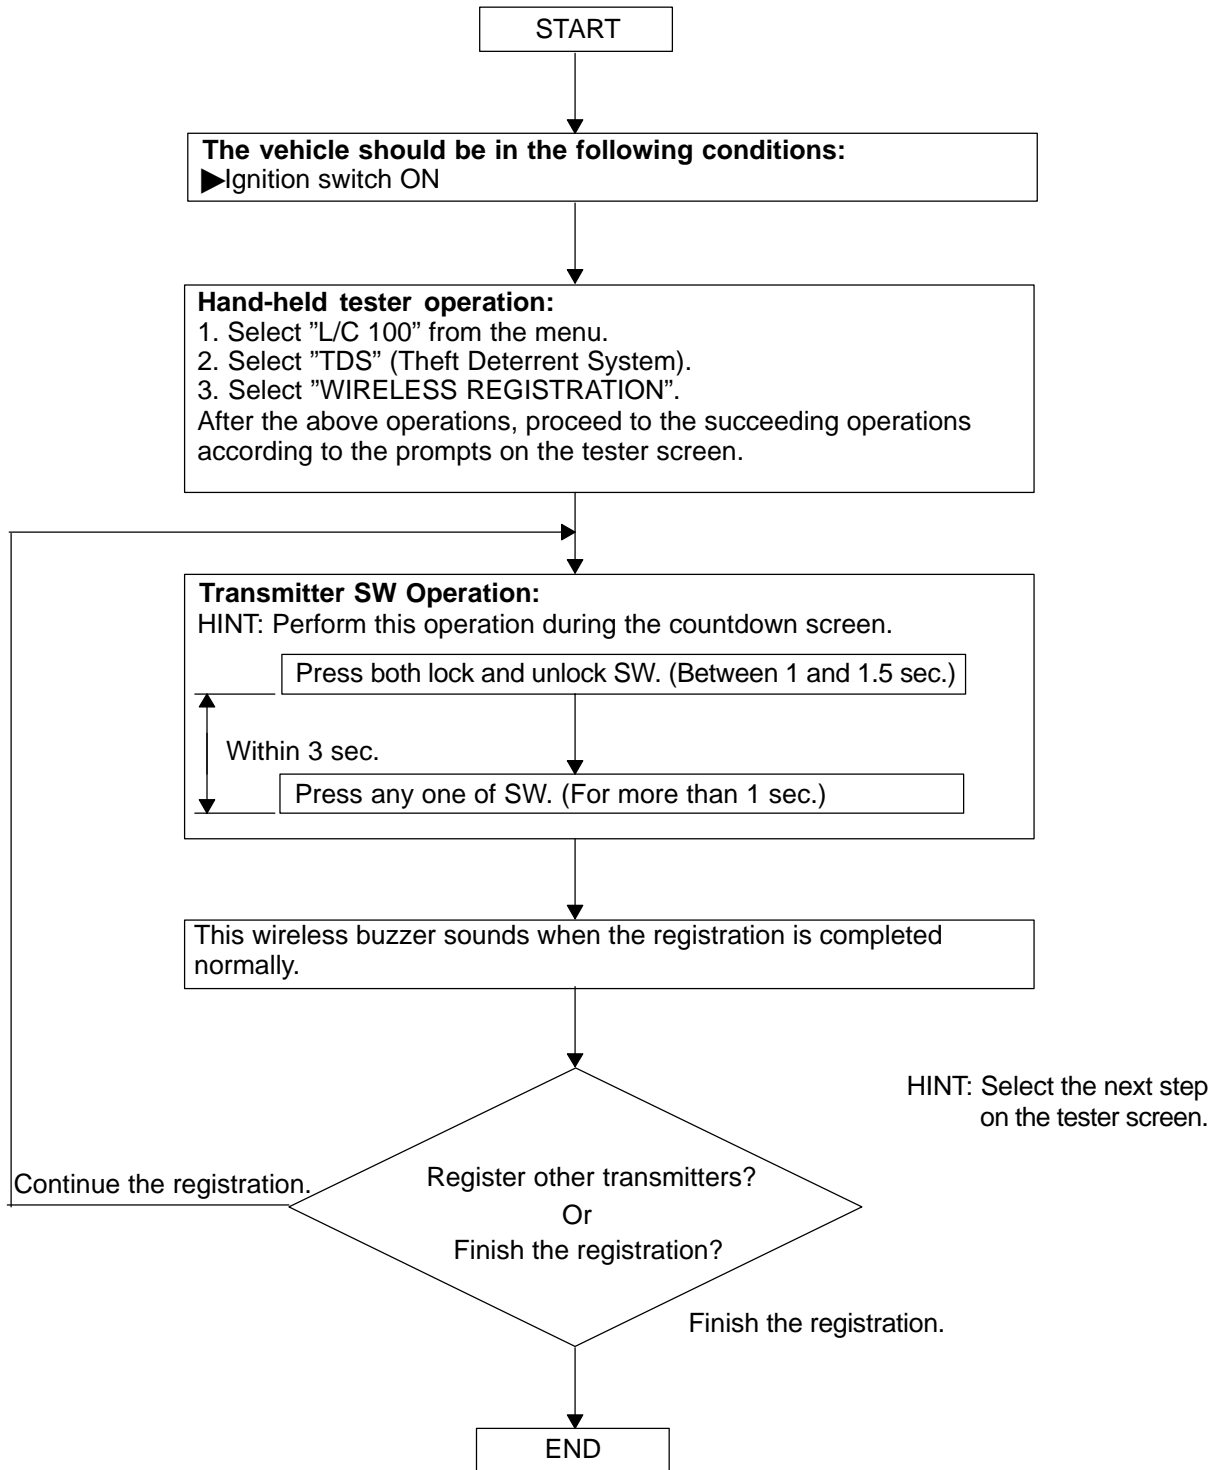 START
The vehicle should be in the following conditions:
▶Ignition switch ON
Hand-held tester operation:
1. Select ”L/C 100” from the menu.
2. Select ”TDS” (Theft Deterrent System).
3. Select ”WIRELESS REGISTRATION”.
After the above operations, proceed to the succeeding operations
according to the prompts on the tester screen.
Transmitter SW Operation:
HINT: Perform this operation during the countdown screen.
Press both lock and unlock SW. (Between 1 and 1.5 sec.)
Within 3 sec.
Press any one of SW. (For more than 1 sec.)
This wireless buzzer sounds when the registration is completed
normally.
HINT: Select the next step
on the tester screen.
Continue the registration.
Register other transmitters?
Or
Finish the registration?
Finish the registration.
END